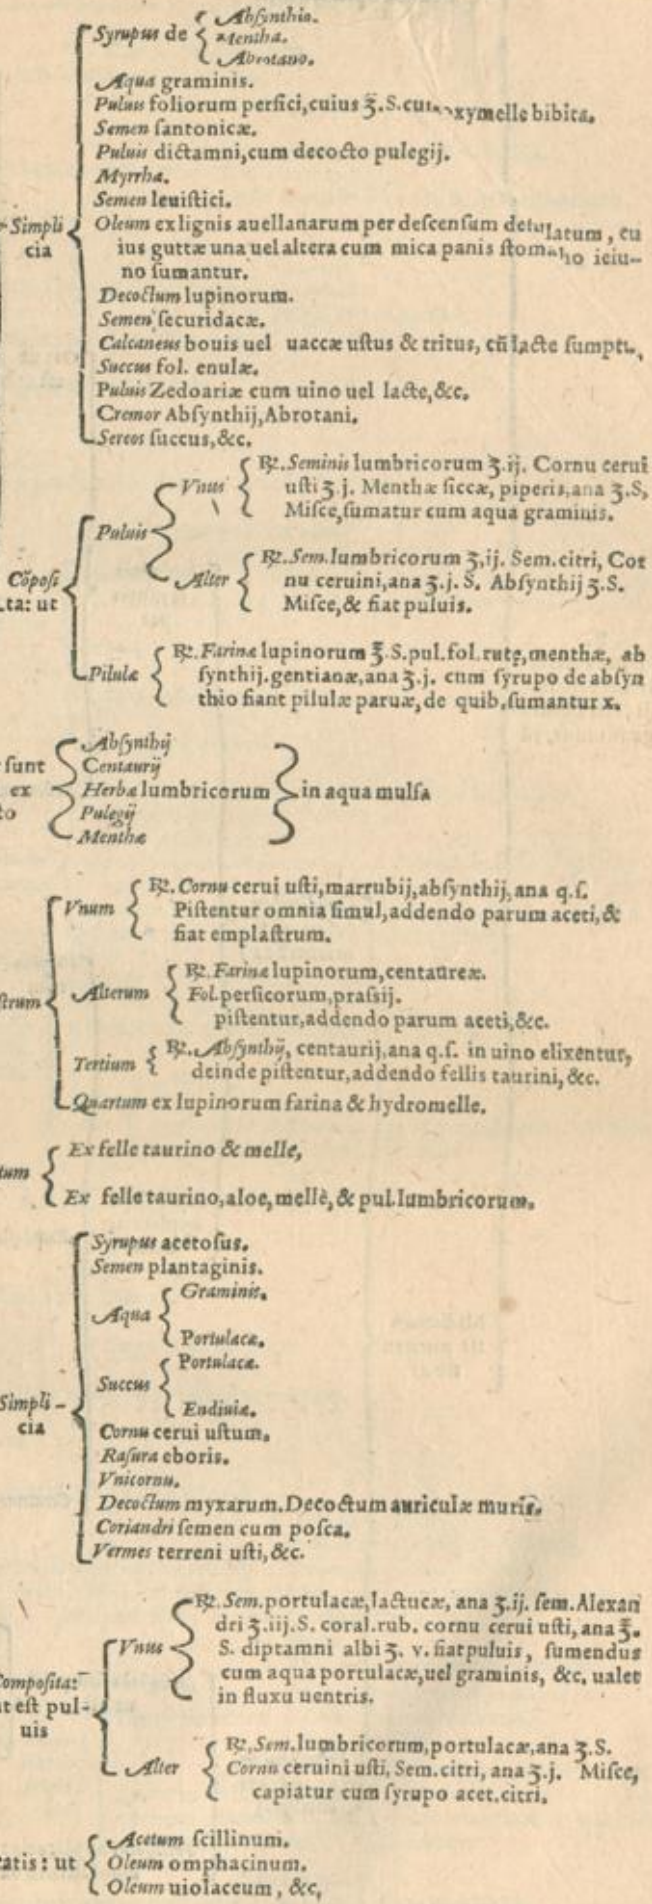 Syrupus de
Absynthio.
Mentha.
Abrotano.
Aqua graminis.
Puluis foliorum persici, cuius ʒ.S. cum oxymelle bibita.
Semen santonicæ.
Puluis dictamni, cum decocto pulegij.
Myrrha.
Semen leuistici.
Simpli
cia
Oleum ex lignis auellanarum per descensum
ius guttæ una uel altera cum mica panis stomacho ieiu-
no sumantur.
Decoctum lupinorum.
Semen securidacæ.
Calcaneus bouis uel uaccæ ustus & tritus, cũ lacte
Succus fol. enulæ.
Puluis Zedoariæ cum uino uel lacte, &c.
Cremor Absynthij, Abrotani.
Sereos succus, &c.
Cõposi
ta: ut
Puluis
Vnus
℞. Seminis lumbricorum ʒ.ij. Cornu cerui
usti ʒ.j. Menthæ siccæ, piperis, ana ʒ.S,
Misce, sumatur cum aqua graminis.
Alter
℞. Sem. lumbricorum ʒ, ij. Sem. citri, Cor
nu ceruini, ana ʒ.j. S. Absynthij ʒ.S.
Misce, & fiat puluis.
Pilulæ
℞. Farinæ lupinorum ℥.S. pul. fol. rutę, menthæ, ab
synthij. gentianæ, ana ʒ.j. cum syrupo de absyn
thio fiant pilulæ paruæ, de quib. sumantur x.
sunt
ex
to
Absynthij
Centaurij
Herbæ lumbricorum
Pulegij
Menthæ
in aqua mulsa
strum
Vnum
℞. Cornu cerui usti, marrubij, absynthij, ana q.s.
Pistentur omnia simul, addendo parum aceti, &
fiat emplastrum.
Alterum
℞. Farinæ lupinorum, centaureæ.
Fol. persicorum, prassij.
pistentur, addendo parum aceti, &c.
Tertium
℞. Absynthij, centaurij, ana q.s. in uino elixentur,
deinde pistentur, addendo fellis taurini, &c.
Quartum ex lupinorum farina & hydromelle.
tum
Ex felle taurino & melle,
Ex felle taurino, aloe, mellè, & pul. lumbricorum.
Simpli-
cia
Syrupus acetosus.
Semen plantaginis.
Aqua
Graminis.
Portulacæ.
Succus
Portulacæ.
Endiuiæ.
Cornu cerui ustum.
Rasura eboris.
Vnicornu.
Decoctum myxarum. Decoctum auriculæ muris.
Coriandri semen cum posca.
Vermes terreni usti, &c.
Composita:
ut est pul-
uis
Vnus
℞. Sem. portulacæ, lactucæ, ana ʒ.ij. sem. Alexan
dri ʒ.iij.S. coral. rub. cornu cerui usti, ana ℥.
S. diptamni albi ʒ. v. fiat puluis, sumendus
cum aqua portulacæ, uel graminis, &c. ualet
in fluxu uentris.
Alter
℞. Sem. lumbricorum, portulacæ, ana ʒ.S.
Cornu ceruini usti, Sem. citri, ana ʒ.j. Misce,
capiatur cum syrupo acet. citri.
atis: ut
Acetum scillinum.
Oleum omphacinum.
Oleum uiolaceum, &c,